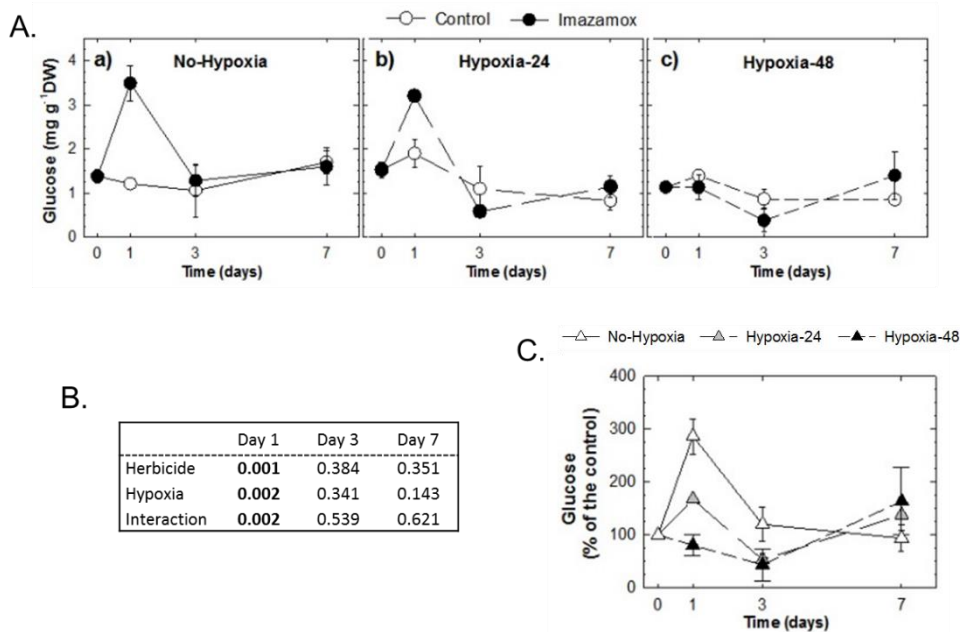 A.
Control Imazamox
a) No-Hypoxia b) Hypoxia-24 c) Hypoxia-48
Glucose (mg g⁻¹DW)
4
3
2
1
0
0 1 3 7 0 1 3 7 0 1 3 7
Time (days) Time (days) Time (days)
B.
Day 1 Day 3 Day 7
Herbicide 0.001 0.384 0.351
Hypoxia 0.002 0.341 0.143
Interaction 0.002 0.539 0.621
C.
No-Hypoxia Hypoxia-24 Hypoxia-48
Glucose
(% of the control)
400
300
200
100
0
0 1 3 7
Time (days)